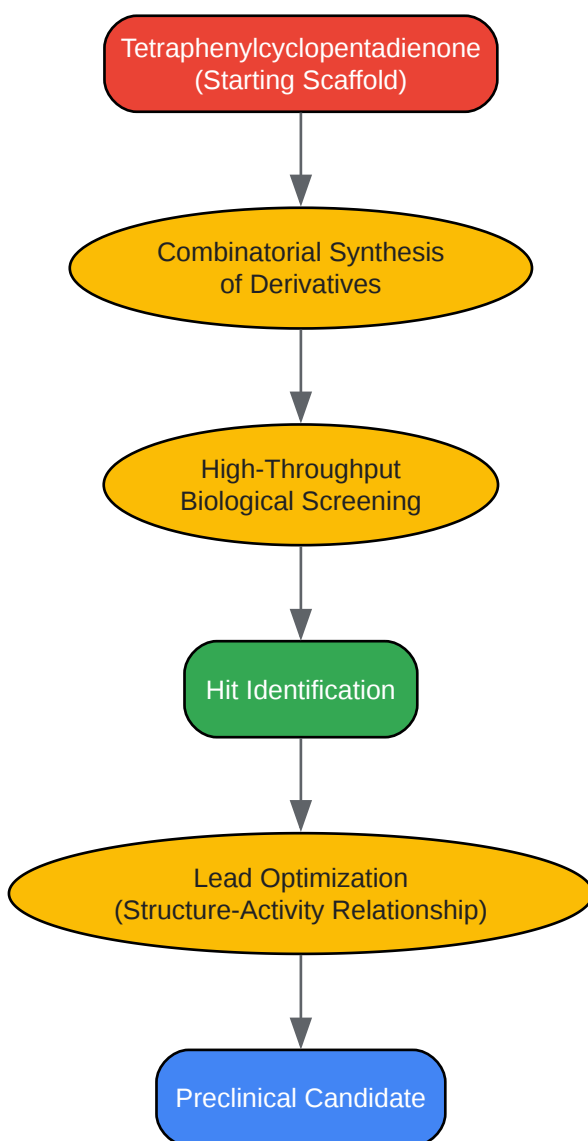 Tetraphenylcyclopentadienone
(Starting Scaffold)
Combinatorial Synthesis
of Derivatives
High-Throughput
Biological Screening
Hit Identification
Lead Optimization
(Structure-Activity Relationship)
Preclinical Candidate